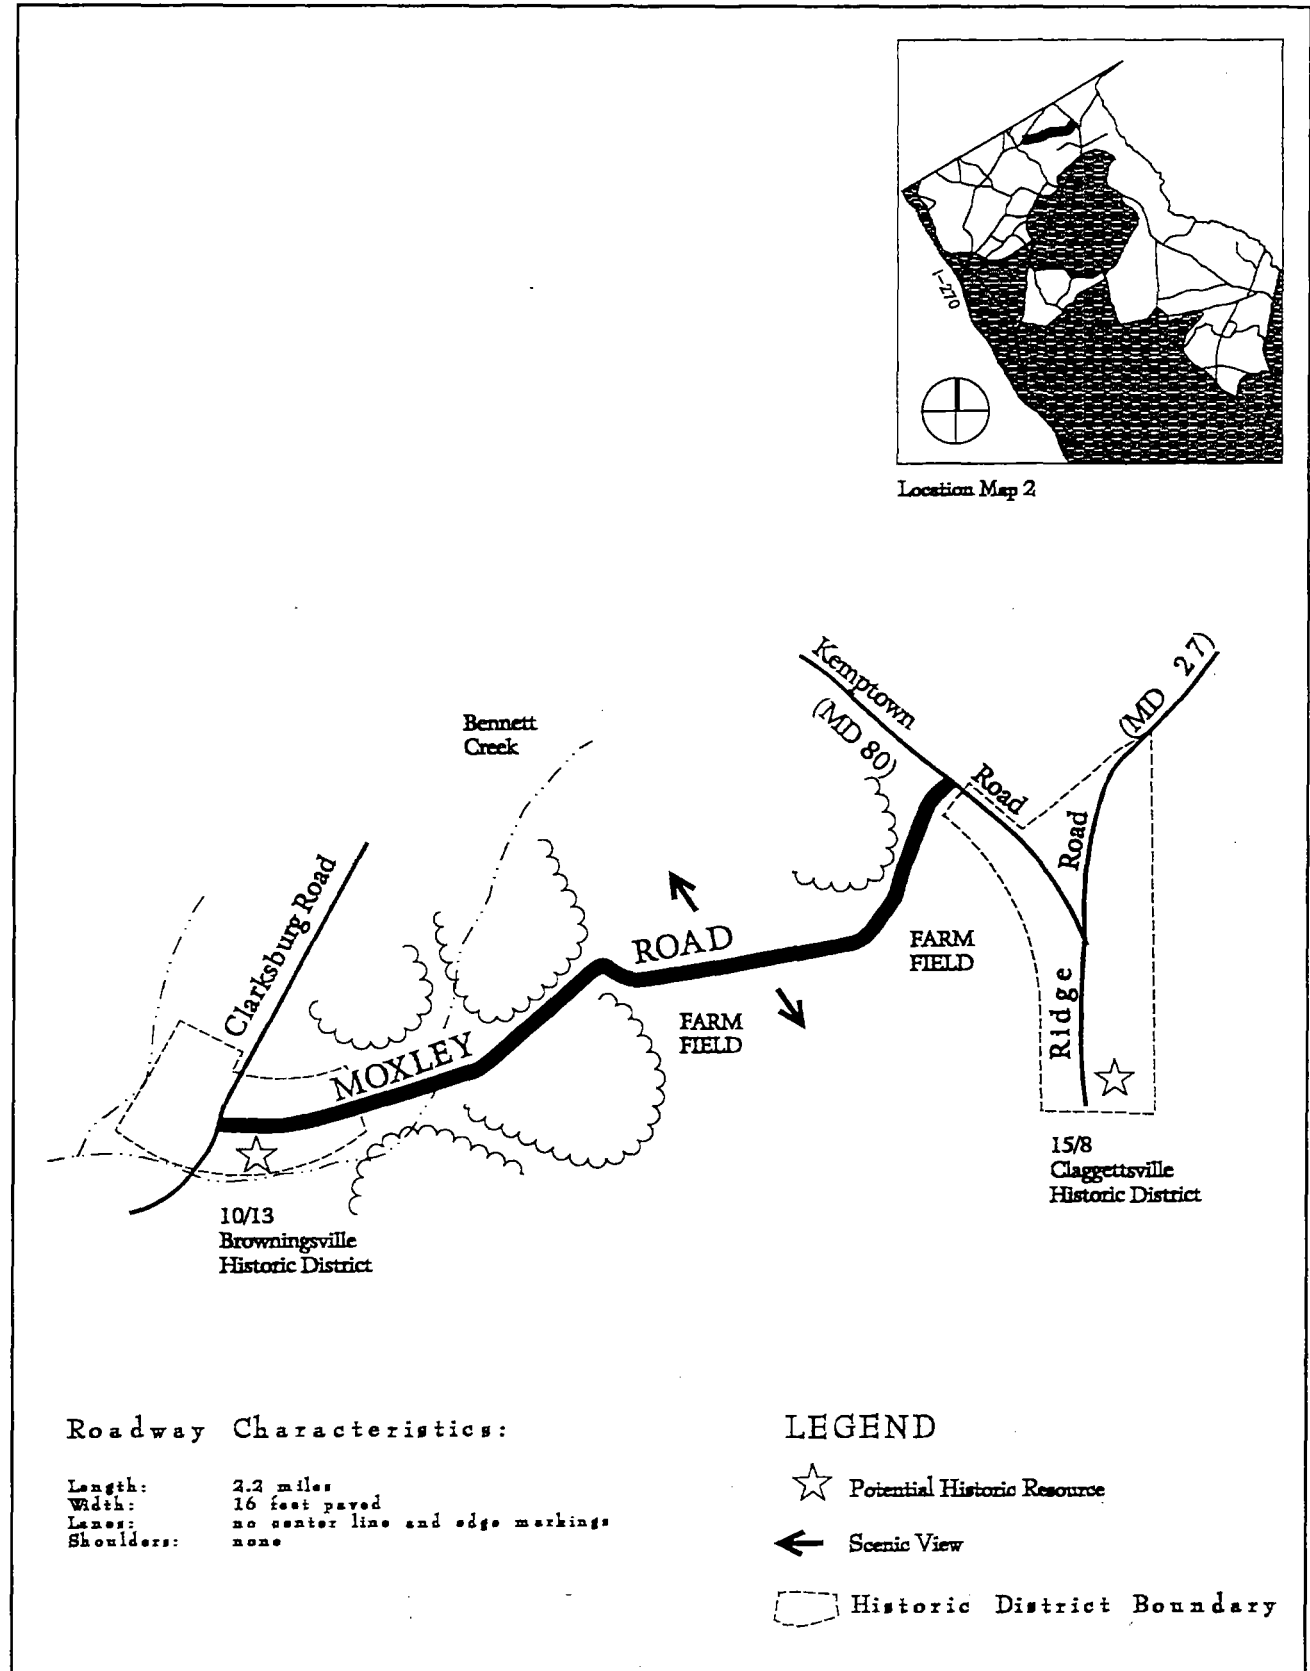 I-270
Location Map 2
Kemptown
(MD 80)
Road
(MD 27)
Road
Ridge
Bennett
Creek
Clarksburg Road
MOXLEY
ROAD
FARM
FIELD
FARM
FIELD
15/8
Claggettsville
Historic District
10/13
Browningsville
Historic District
Roadway Characteristics:
Length: 2.2 miles
Width: 16 feet paved
Lanes: no center line and edge markings
Shoulders: none
LEGEND
Potential Historic Resource
Scenic View
Historic District Boundary